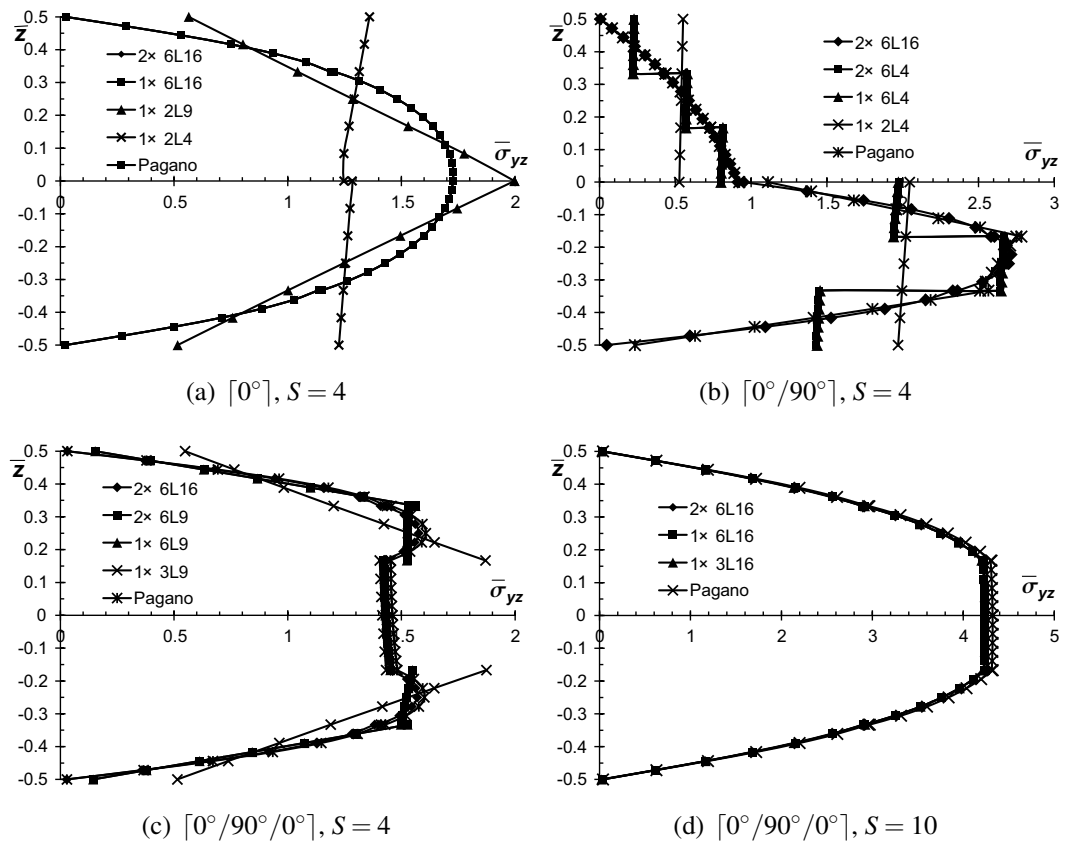 z̄
0.5
0.4
0.3
0.2
0.1
0
-0.1
-0.2
-0.3
-0.4
-0.5
0 0.5 1 1.5 2
2× 6L16
1× 6L16
1× 2L9
1× 2L4
Pagano
σ̄yz
(a) ⌈0°⌉, S = 4
z̄
0.5
0.4
0.3
0.2
0.1
0
-0.1
-0.2
-0.3
-0.4
-0.5
0 0.5 1 1.5 2 2.5 3
2× 6L16
2× 6L4
1× 6L4
1× 2L4
Pagano
σ̄yz
(b) ⌈0°/90°⌉, S = 4
z̄
0.5
0.4
0.3
0.2
0.1
0
-0.1
-0.2
-0.3
-0.4
-0.5
0 0.5 1 1.5 2
2× 6L16
2× 6L9
1× 6L9
1× 3L9
Pagano
σ̄yz
(c) ⌈0°/90°/0°⌉, S = 4
z̄
0.5
0.4
0.3
0.2
0.1
0
-0.1
-0.2
-0.3
-0.4
-0.5
0 1 2 3 4 5
2× 6L16
1× 6L16
1× 3L16
Pagano
σ̄yz
(d) ⌈0°/90°/0°⌉, S = 10